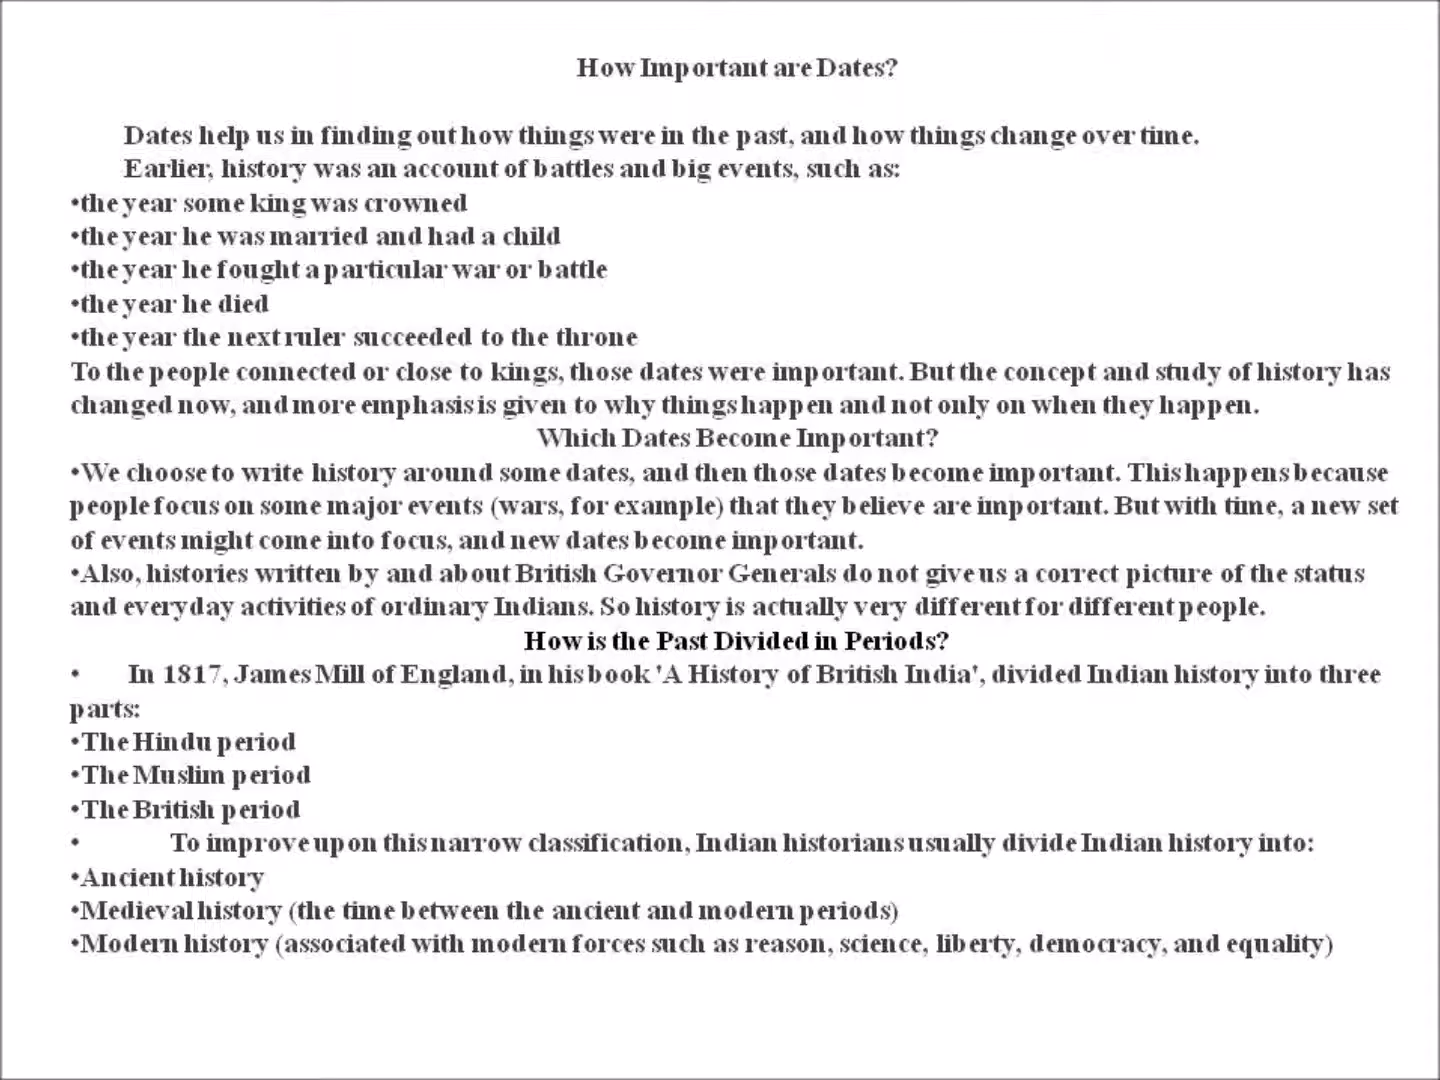 How Important are Dates?
Dates help us in finding out how things were in the past, and how things change over time.
Earlier, history was an account of battles and big events, such as:
•the year some king was crowned
•the year he was married and had a child
•the year he fought a particular war or battle
•the year he died
•the year the next ruler succeeded to the throne
To the people connected or close to kings, those dates were important. But the concept and study of history has
changed now, and more emphasis is given to why things happen and not only on when they happen.
Which Dates Become Important?
•We choose to write history around some dates, and then those dates become important. This happens because
people focus on some major events (wars, for example) that they believe are important. But with time, a new set
of events might come into focus, and new dates become important.
•Also, histories written by and about British Governor Generals do not give us a correct picture of the status
and everyday activities of ordinary Indians. So history is actually very different for different people.
How is the Past Divided in Periods?
• In 1817, James Mill of England, in his book 'A History of British India', divided Indian history into three
parts:
•The Hindu period
•The Muslim period
•The British period
• To improve upon this narrow classification, Indian historians usually divide Indian history into:
•Ancient history
•Medieval history (the time between the ancient and modern periods)
•Modern history (associated with modern forces such as reason, science, liberty, democracy, and equality)